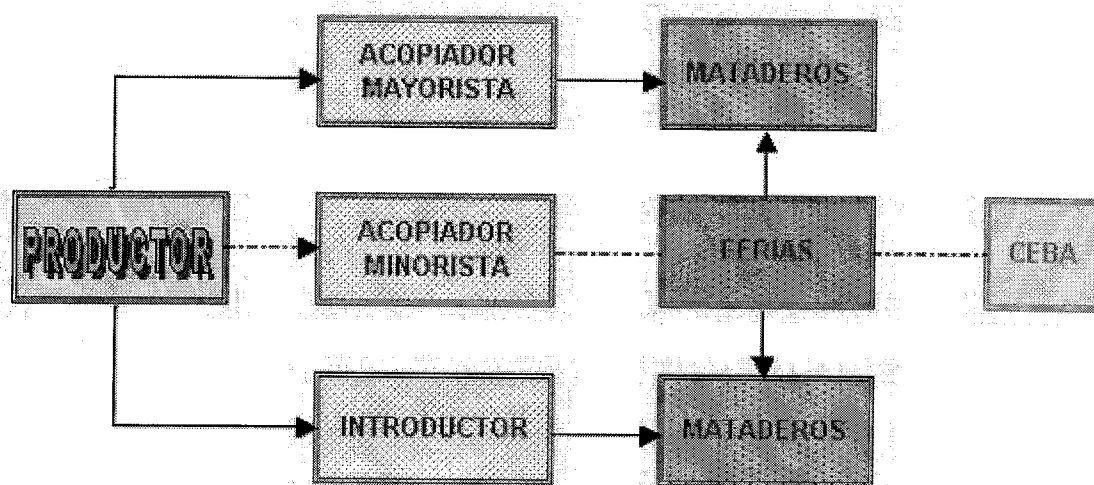 ACOPIADOR
MAYORISTA
MATADEROS
PRODUCTOR
ACOPIADOR
MINORISTA
FERIAS
CEBA
INTRODUCTOR
MATADEROS